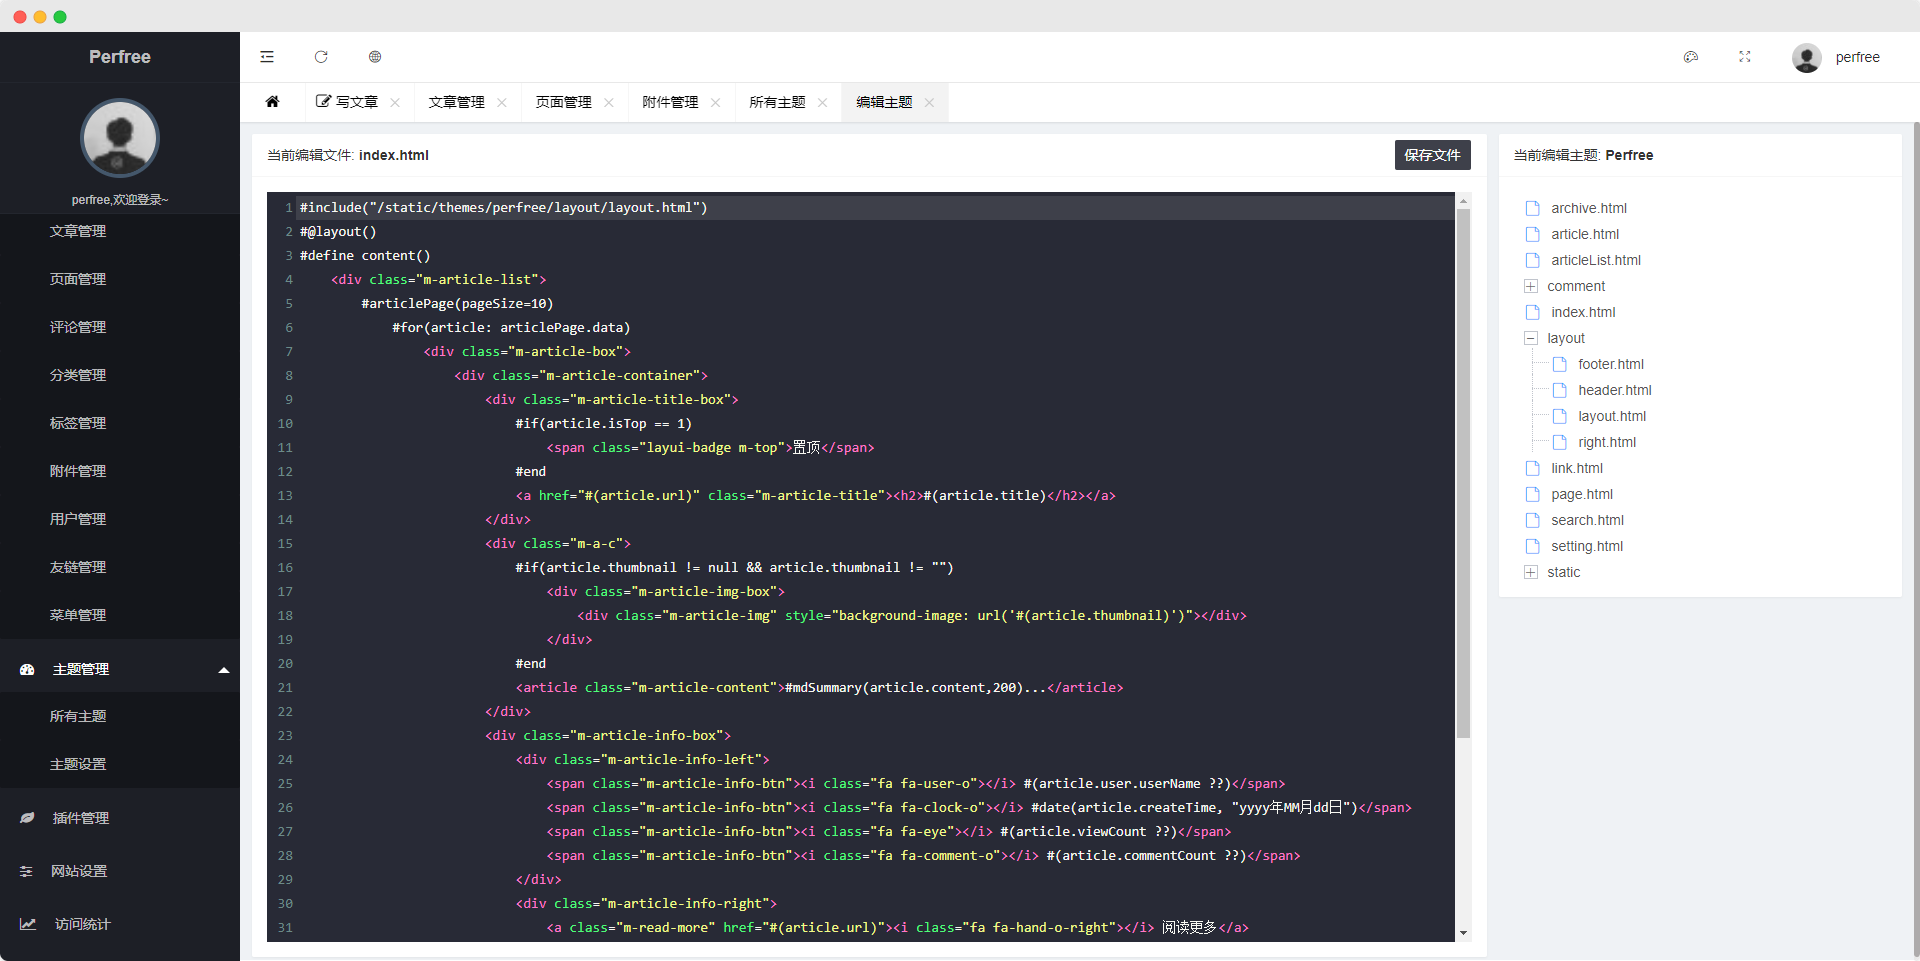 Perfree
perfree
写文章
文章管理
页面管理
附件管理
所有主题
编辑主题
perfree,欢迎登录~
文章管理
页面管理
评论管理
分类管理
标签管理
附件管理
用户管理
友链管理
菜单管理
主题管理
所有主题
主题设置
插件管理
网站设置
访问统计
当前编辑文件: index.html
保存文件
1 #include("/static/themes/perfree/layout/layout.html")
2 #@layout()
3 #define content()
4 <div class="m-article-list">
5 #articlePage(pageSize=10)
6 #for(article: articlePage.data)
7 <div class="m-article-box">
8 <div class="m-article-container">
9 <div class="m-article-title-box">
10 #if(article.isTop == 1)
11 <span class="layui-badge m-top">置顶</span>
12 #end
13 <a href="#(article.url)" class="m-article-title"><h2>#(article.title)</h2></a>
14 </div>
15 <div class="m-a-c">
16 #if(article.thumbnail != null && article.thumbnail != "")
17 <div class="m-article-img-box">
18 <div class="m-article-img" style="background-image: url('#(article.thumbnail)')"></div>
19 </div>
20 #end
21 <article class="m-article-content">#mdSummary(article.content,200)...</article>
22 </div>
23 <div class="m-article-info-box">
24 <div class="m-article-info-left">
25 <span class="m-article-info-btn"><i class="fa fa-user-o"></i> #(article.user.userName ??)</span>
26 <span class="m-article-info-btn"><i class="fa fa-clock-o"></i> #date(article.createTime, "yyyy年MM月dd日")</span>
27 <span class="m-article-info-btn"><i class="fa fa-eye"></i> #(article.viewCount ??)</span>
28 <span class="m-article-info-btn"><i class="fa fa-comment-o"></i> #(article.commentCount ??)</span>
29 </div>
30 <div class="m-article-info-right">
31 <a class="m-read-more" href="#(article.url)"><i class="fa fa-hand-o-right"></i> 阅读更多</a>
当前编辑主题: Perfree
archive.html
article.html
articleList.html
comment
index.html
layout
footer.html
header.html
layout.html
right.html
link.html
page.html
search.html
setting.html
static